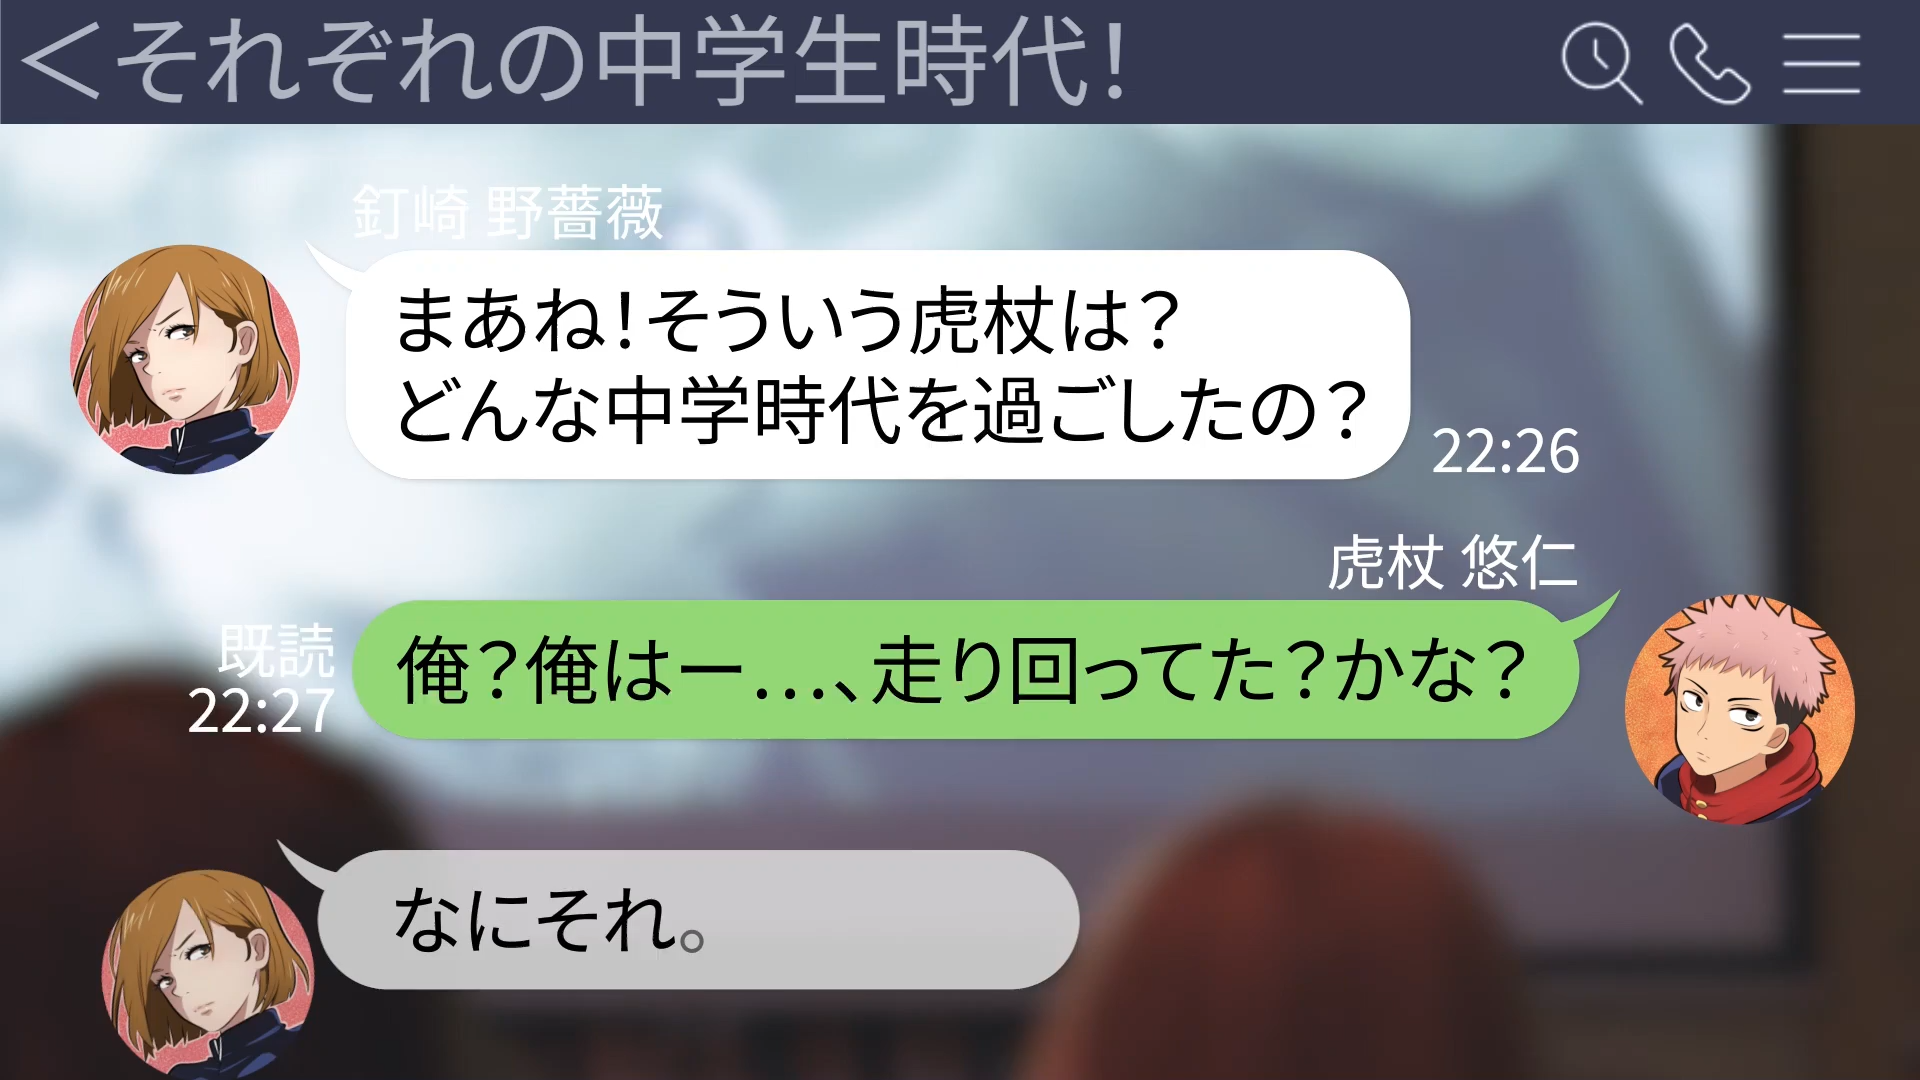 ＜それぞれの中学生時代！
釘崎 野薔薇
まあね！そういう虎杖は？
どんな中学時代を過ごしたの？
22:26
虎杖 悠仁
俺？俺はー…、走り回ってた？かな？
既読
22:27
なにそれ。